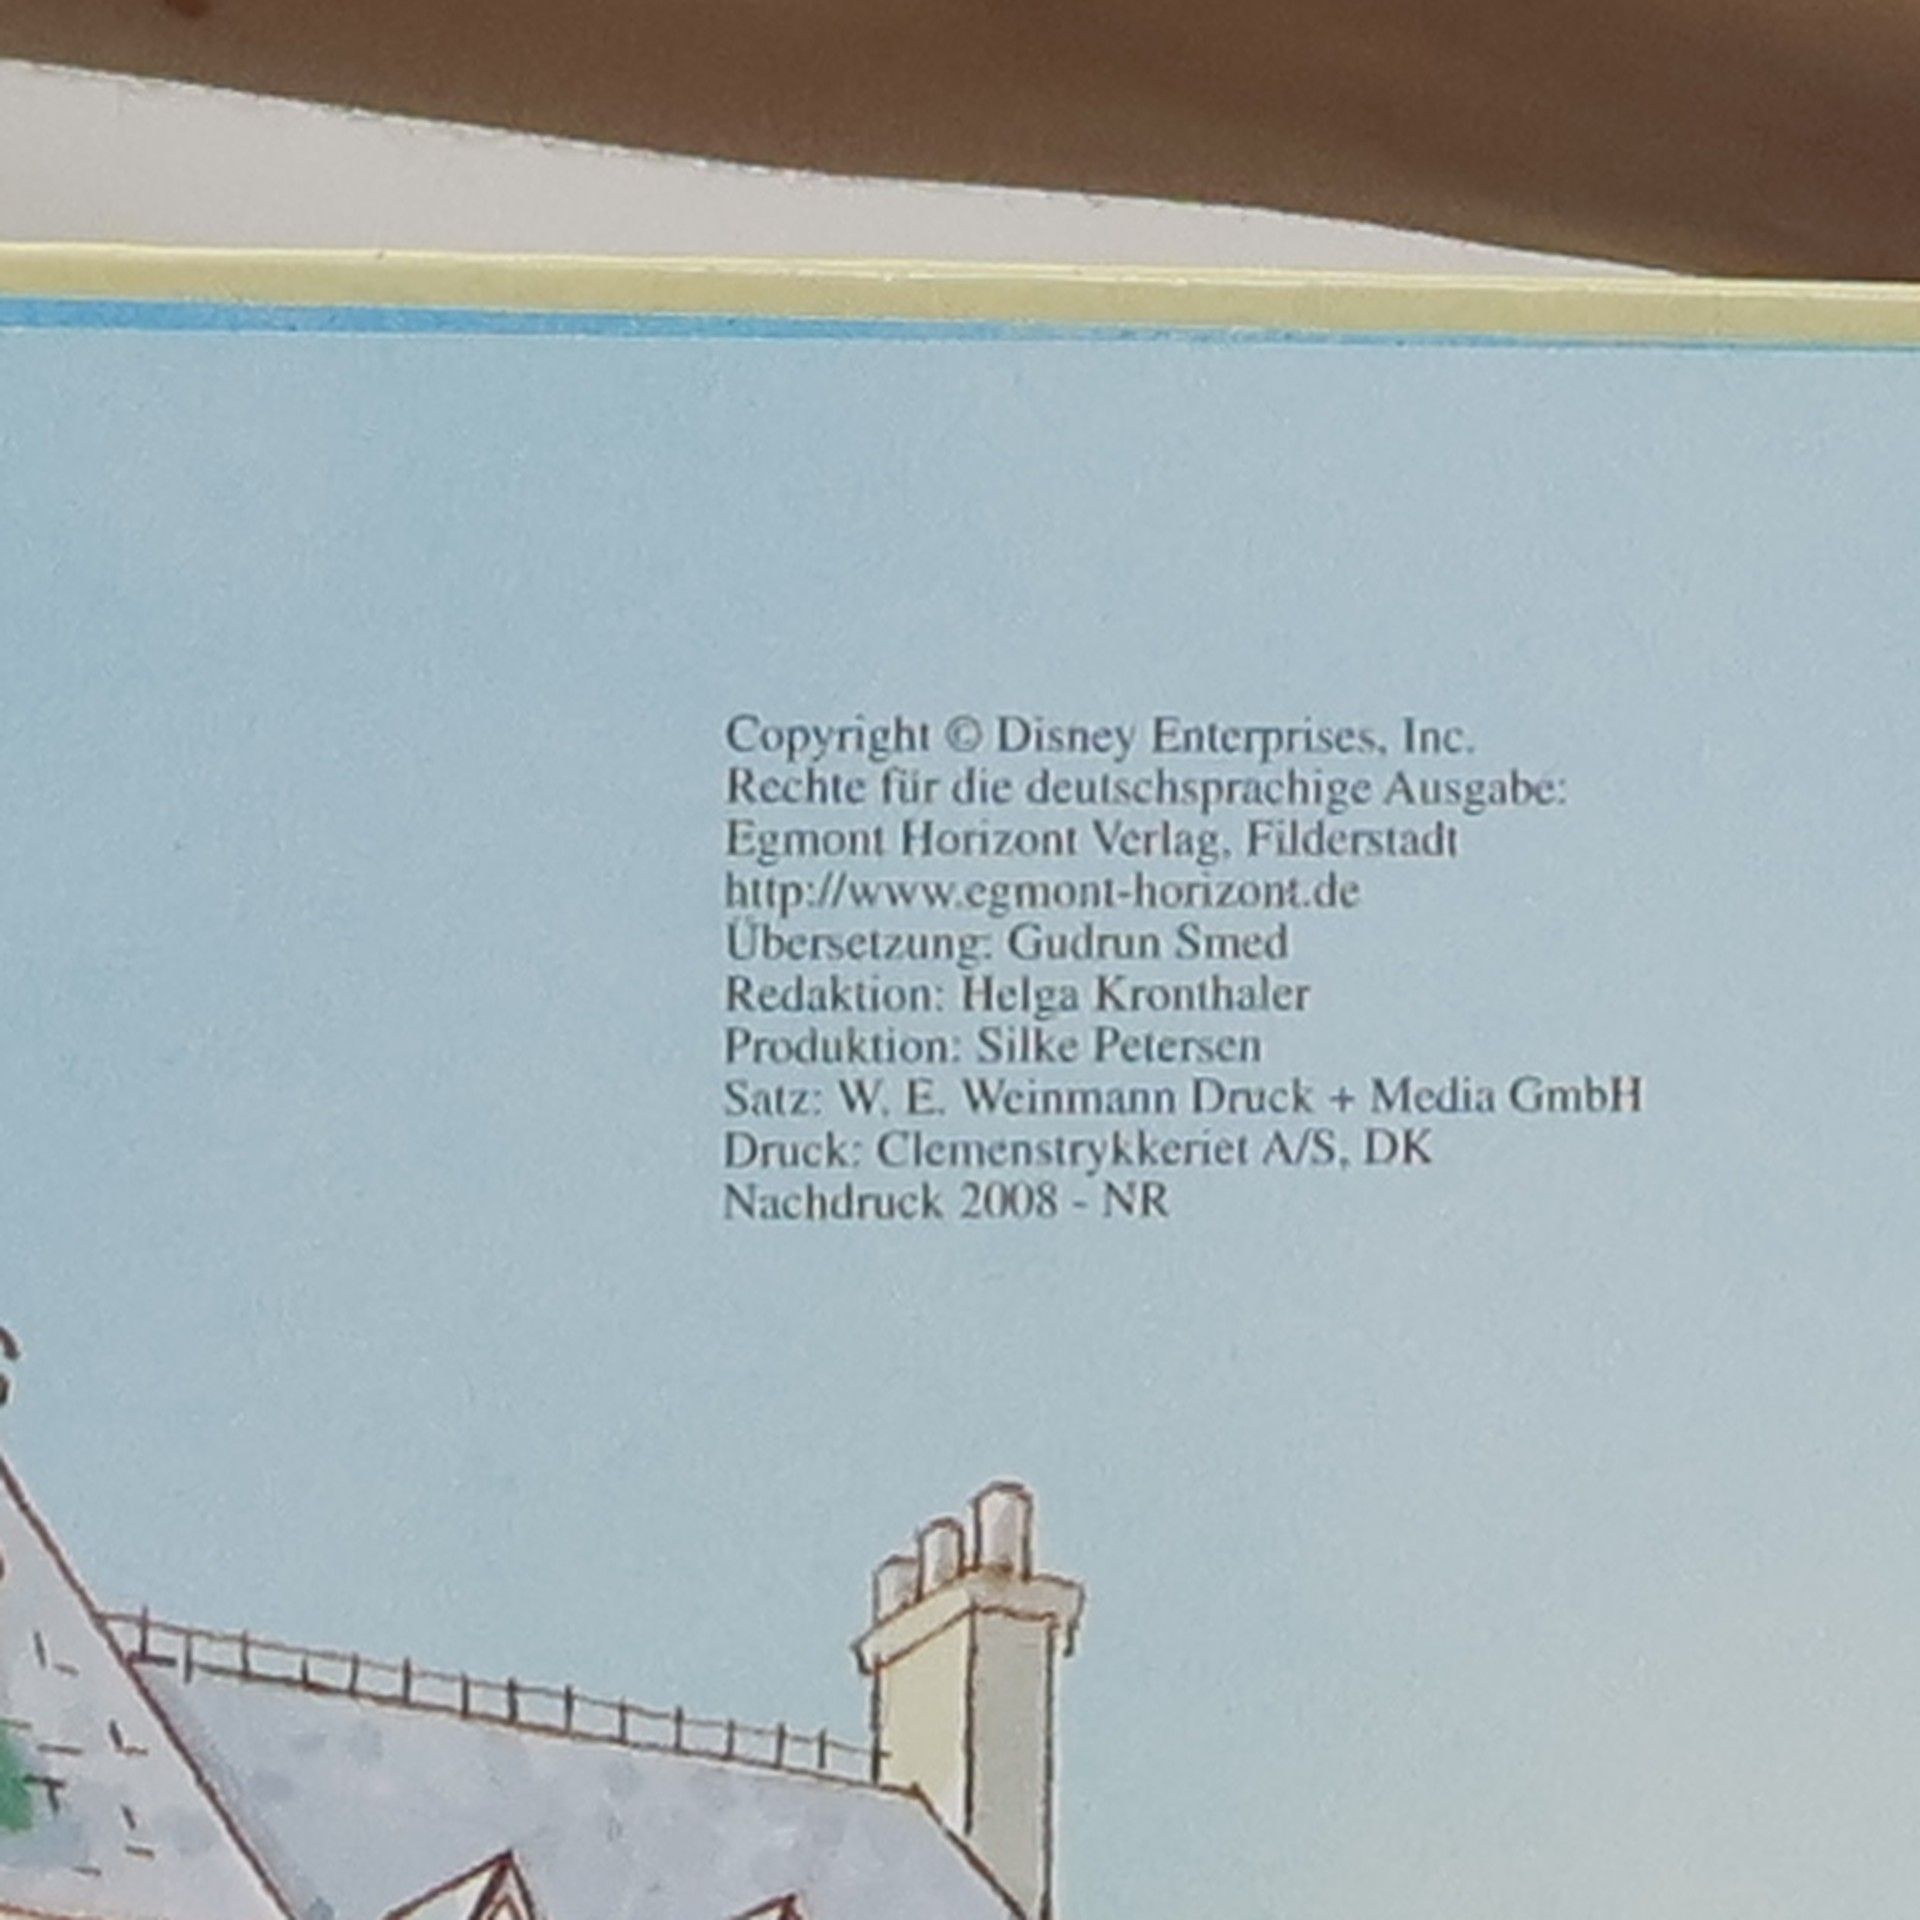 Copyright © Disney Enterprises, Inc.
Rechte für die deutschsprachige Ausgabe:
Egmont Horizont Verlag, Filderstadt
http://www.egmont-horizont.de
Übersetzung: Gudrun Smed
Redaktion: Helga Kronthaler
Produktion: Silke Petersen
Satz: W. E. Weinmann Druck + Media GmbH
Druck: Clemenstrykkeriet A/S, DK
Nachdruck 2008 - NR